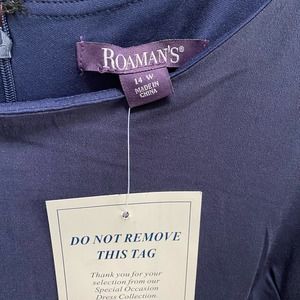 ROAMAN'S®
14 W
MADE IN
CHINA
DO NOT REMOVE
THIS TAG
Thank you for your
selection from our
Special Occasion
Dress Collection.